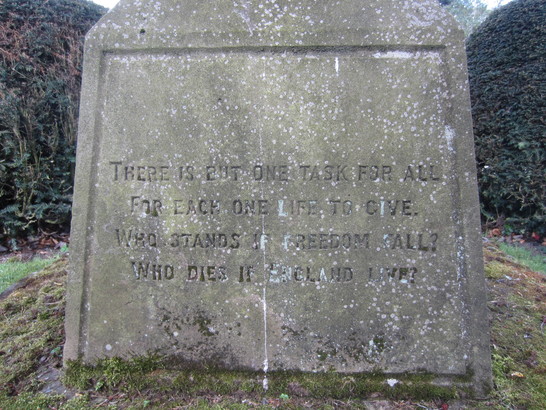 There is but one task for all
For each one life to give.
Who stands if freedom fall?
Who dies if England live?